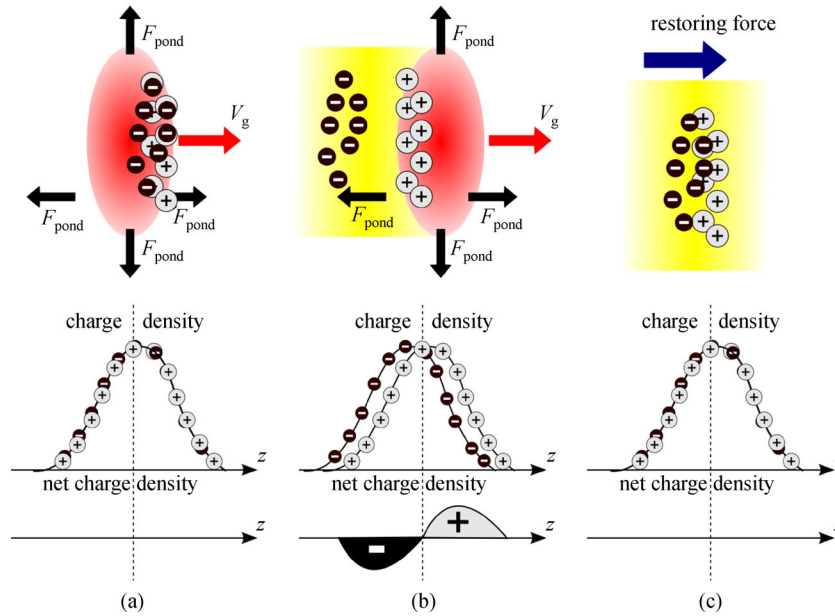 F_pond
V_g
F_pond
F_pond
F_pond
F_pond
V_g
F_pond
F_pond
F_pond
restoring force
charge density
z
net charge density
z
(a)
charge density
z
net charge density
z
(b)
charge density
z
net charge density
z
(c)